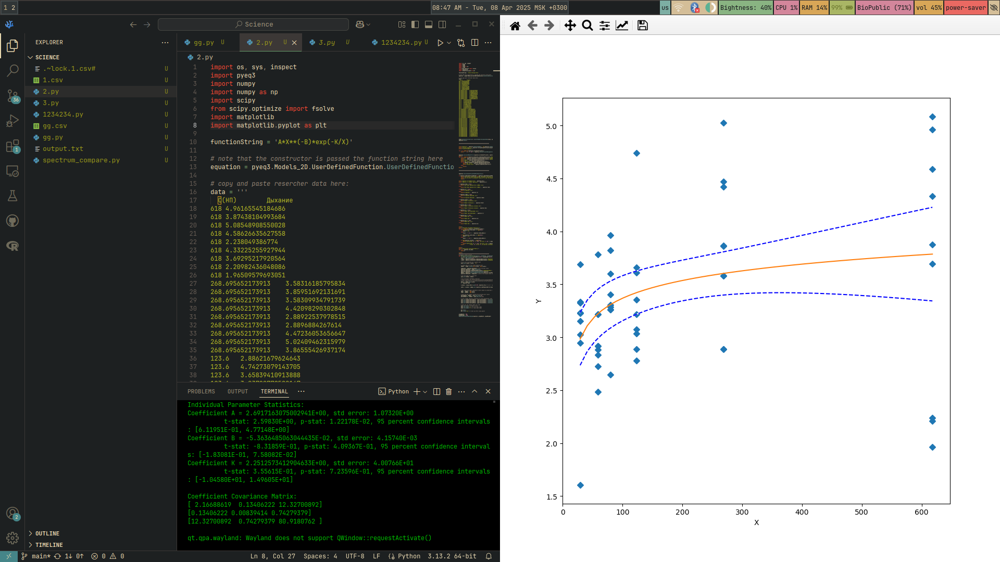 1 2
08:47 AM - Tue, 08 Apr 2025 MSK +0300
us
Bightness: 40%
CPU 1%
RAM 14%
99%
BioPublic (71%)
vol 45%
power-saver
Science
EXPLORER
SCIENCE
.~lock.1.csv# U
1.csv U
2.py U
3.py U
1234234.py U
gg.csv U
gg.py U
output.txt U
spectrum_compare.py U
OUTLINE
TIMELINE
36
1
2
gg.py U
2.py U
3.py U
1234234.py U
2.py
1 import os, sys, inspect
2 import pyeq3
3 import numpy
4 import numpy as np
5 import scipy
6 from scipy.optimize import fsolve
7 import matplotlib
8 import matplotlib.pyplot as plt
9
10 functionString = 'A*X**(-B)*exp(-K/X)'
11
12 # note that the constructor is passed the function string here
13 equation = pyeq3.Models_2D.UserDefinedFunction.UserDefinedFunctio
14
15 # copy and paste resercher data here:
16 data = '''
17 C(НП) Дыхание
18 618 4.96165545184686
19 618 3.87438104993684
20 618 5.08548908550028
21 618 4.58626635627558
22 618 2.238049386774
23 618 4.33225255927944
24 618 3.69295217920564
25 618 2.20982436048086
26 618 1.96509579693051
27 268.695652173913 3.58316185795834
28 268.695652173913 3.85951692131691
29 268.695652173913 3.58309934791739
30 268.695652173913 4.42098290302848
31 268.695652173913 2.88922537978515
32 268.695652173913 2.8896884267614
33 268.695652173913 4.47236053656647
34 268.695652173913 5.02409462315979
35 268.695652173913 3.86555426937174
36 123.6 2.88621679624643
37 123.6 4.74273079143705
38 123.6 3.65839410913888
PROBLEMS
OUTPUT
TERMINAL
Python
Individual Parameter Statistics:
Coefficient A = 2.6917163075002941E+00, std error: 1.07320E+00
t-stat: 2.59830E+00, p-stat: 1.22178E-02, 95 percent confidence intervals
: [6.11951E-01, 4.77148E+00]
Coefficient B = -5.3636485063044435E-02, std error: 4.15740E-03
t-stat: -8.31859E-01, p-stat: 4.09367E-01, 95 percent confidence interval
s: [-1.83081E-01, 7.58082E-02]
Coefficient K = 2.2512573412904633E+00, std error: 4.00766E+01
t-stat: 3.55615E-01, p-stat: 7.23596E-01, 95 percent confidence intervals
: [-1.04580E+01, 1.49605E+01]
Coefficient Covariance Matrix:
[ 2.16688619 0.13406222 12.32700892]
[0.13406222 0.00839414 0.74279379]
[12.32700892 0.74279379 80.9180762 ]
qt.qpa.wayland: Wayland does not support QWindow::requestActivate()
main* 1↓ 0↑ 0 0
Ln 8, Col 27
Spaces: 4
UTF-8
LF
Python
3.13.2 64-bit
5.0
4.5
4.0
3.5
3.0
2.5
2.0
1.5
Y
0 100 200 300 400 500 600
X